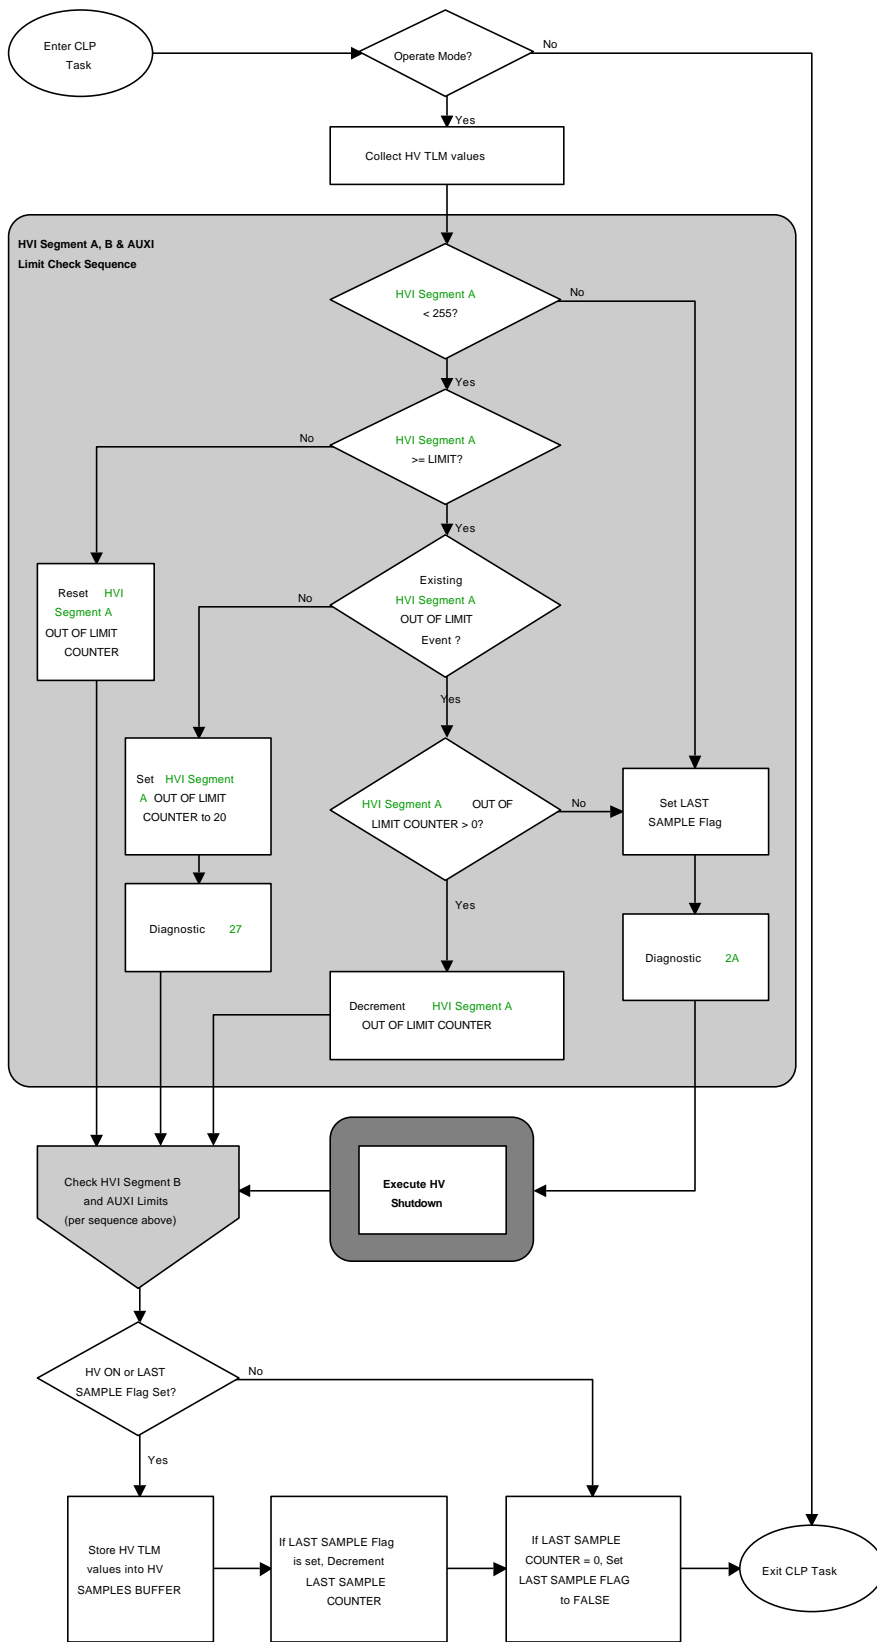 Enter CLP
Task
Operate Mode?
No
Yes
Collect HV TLM values
HVI Segment A, B & AUXI
Limit Check Sequence
HVI Segment A
< 255?
No
Yes
HVI Segment A
>= LIMIT?
No
Yes
Reset HVI
Segment A
OUT OF LIMIT
COUNTER
Existing
HVI Segment A
OUT OF LIMIT
Event ?
No
Yes
Set HVI Segment
A OUT OF LIMIT
COUNTER to 20
HVI Segment A OUT OF
LIMIT COUNTER > 0?
No
Set LAST
SAMPLE Flag
Yes
Diagnostic 27
Diagnostic 2A
Decrement HVI Segment A
OUT OF LIMIT COUNTER
Check HVI Segment B
and AUXI Limits
(per sequence above)
Execute HV
Shutdown
HV ON or LAST
SAMPLE Flag Set?
No
Yes
Store HV TLM
values into HV
SAMPLES BUFFER
If LAST SAMPLE Flag
is set, Decrement
LAST SAMPLE
COUNTER
If LAST SAMPLE
COUNTER = 0, Set
LAST SAMPLE FLAG
to FALSE
Exit CLP Task